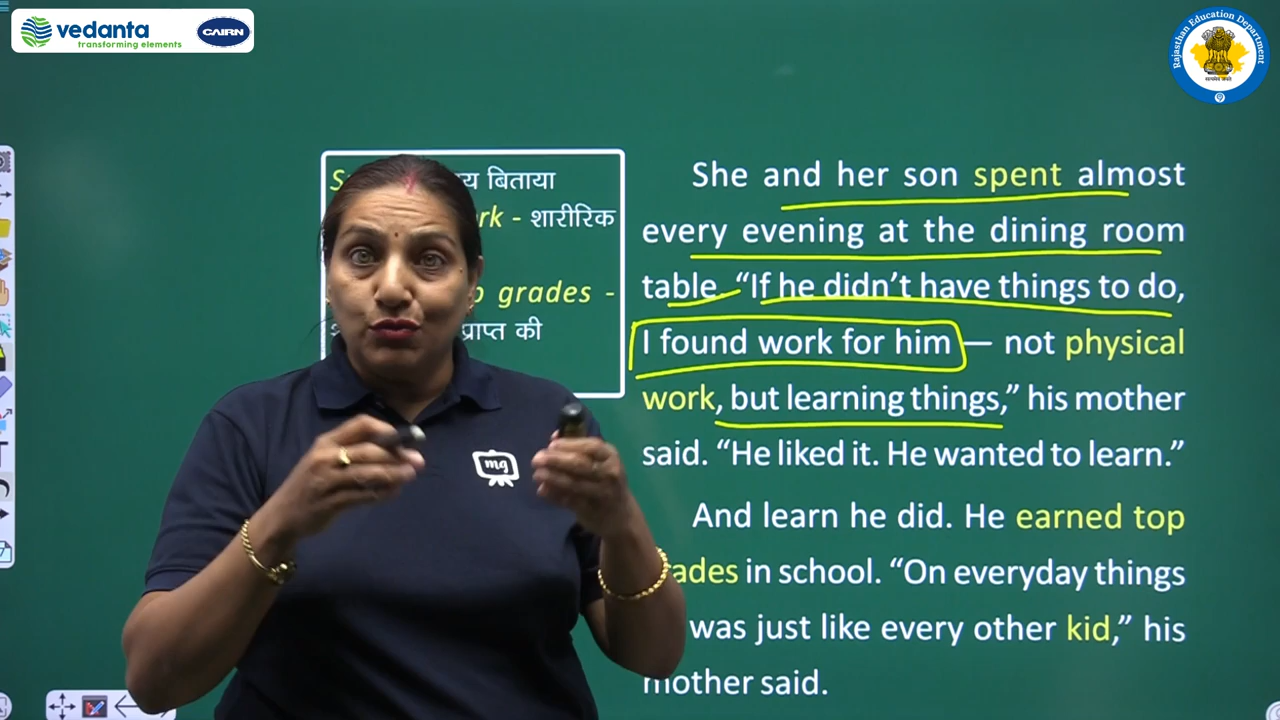 vedanta
transforming elements
CAIRN
Rajasthan Education Department
बिताया
- शारीरिक
grades -
प्राप्त की
mg
She and her son spent almost
every evening at the dining room
table. “If he didn’t have things to do,
I found work for him — not physical
work, but learning things,” his mother
said. “He liked it. He wanted to learn.”
And learn he did. He earned top
in school. “On everyday things
was just like every other kid,” his
mother said.